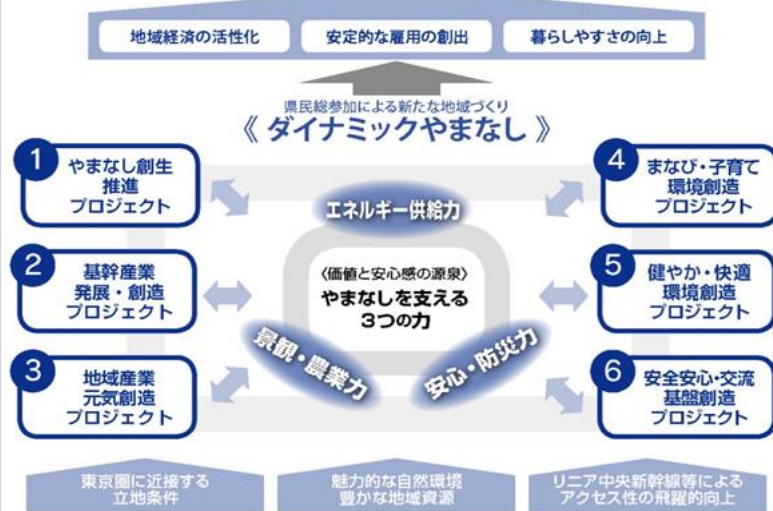 地域経済の活性化
安定的な雇用の創出
暮らしやすさの向上
県民総参加による新たな地域づくり
《 ダイナミックやまなし 》
1
やまなし創生
推進
プロジェクト
2
基幹産業
発展・創造
プロジェクト
3
地域産業
元気創造
プロジェクト
エネルギー供給力
〈価値と安心感の源泉〉
やまなしを支える
3つの力
景観・農業力
安心・防災力
4
まなび・子育て
環境創造
プロジェクト
5
健やか・快適
環境創造
プロジェクト
6
安全安心・交流
基盤創造
プロジェクト
東京圏に近接する
立地条件
魅力的な自然環境
豊かな地域資源
リニア中央新幹線等による
アクセス性の飛躍的向上